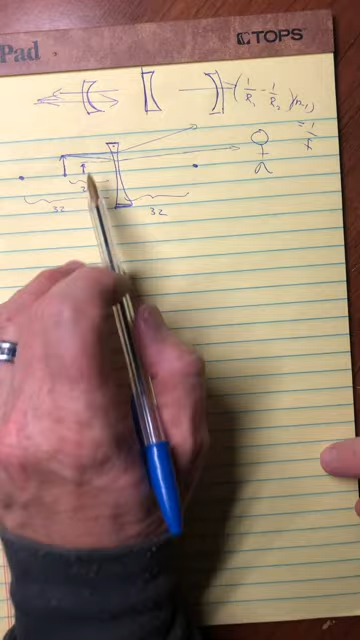 Pad
TOPS
(1/R₁ - 1/R₂)(n-1)
= 1/f
32
32